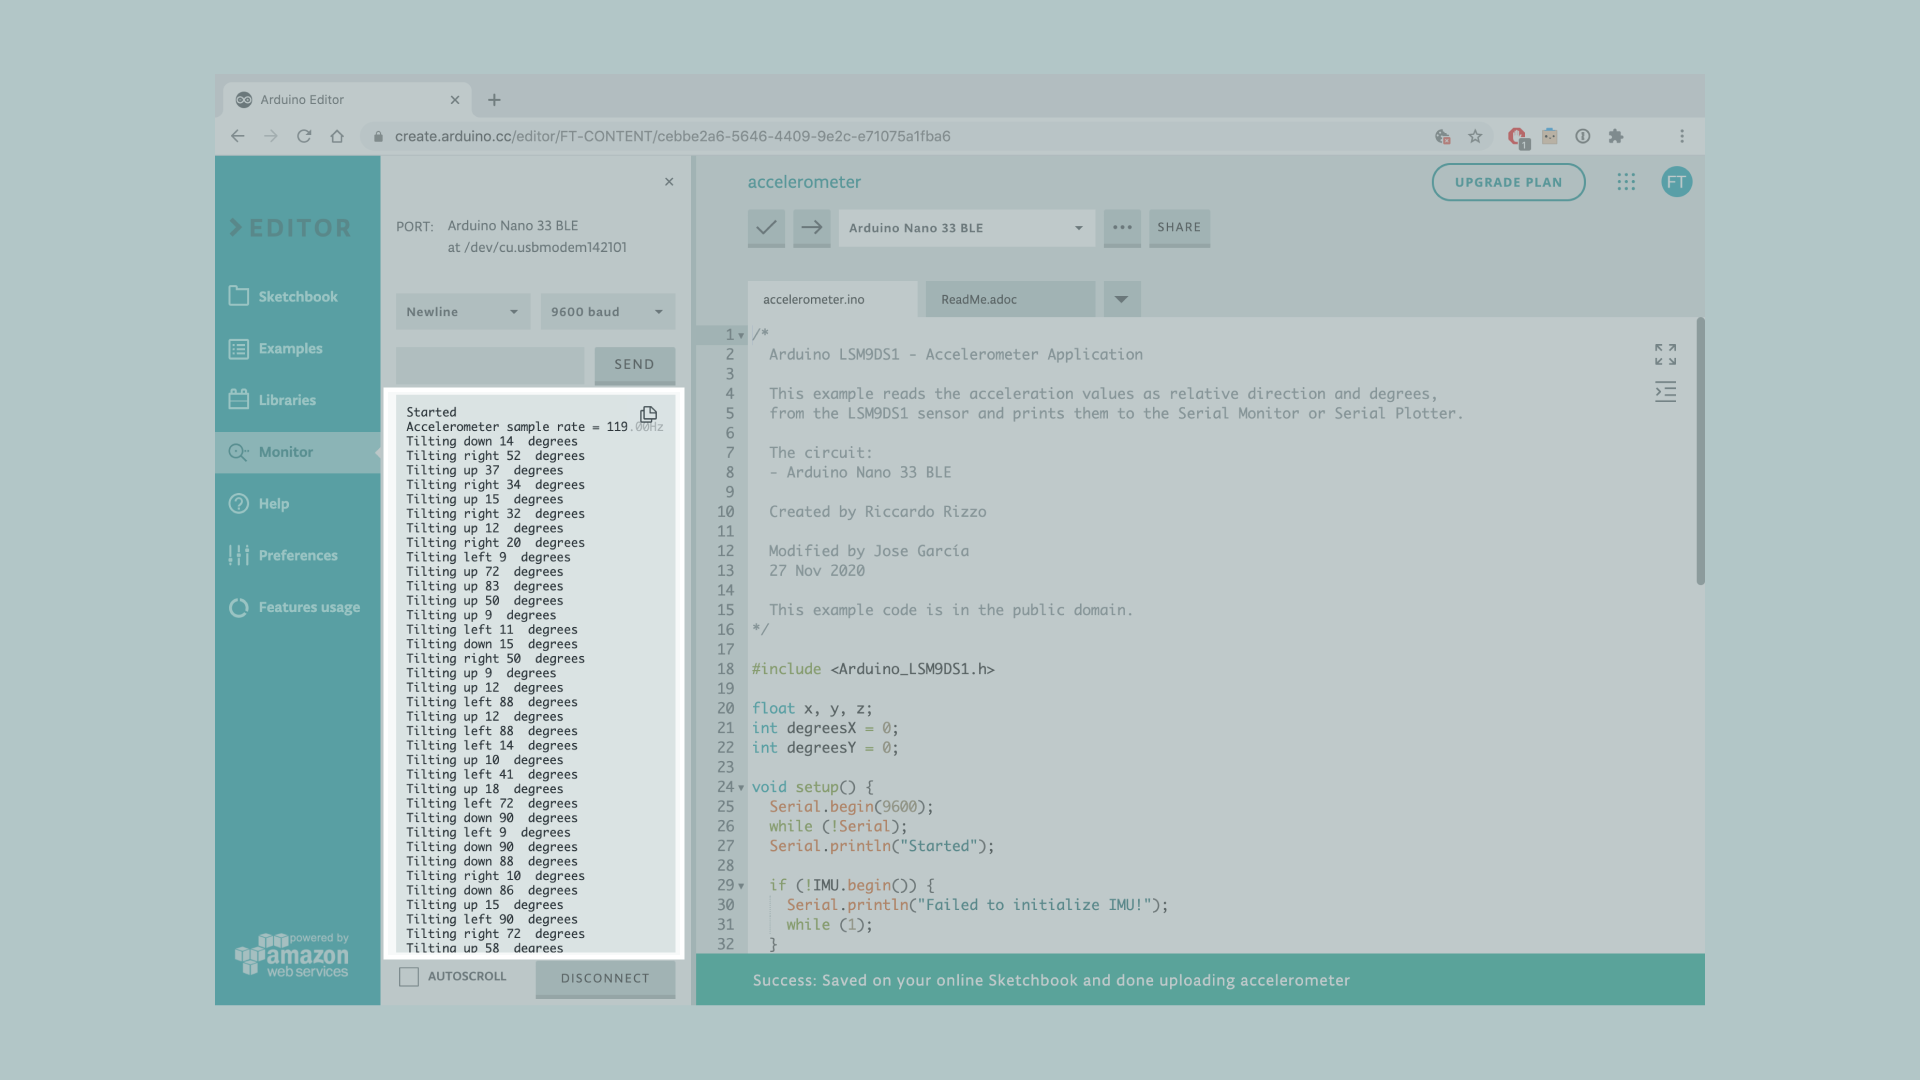 Arduino Editor
create.arduino.cc/editor/FT-CONTENT/cebbe2a6-5646-4409-9e2c-e71075a1fba6
1
EDITOR
Sketchbook
Examples
Libraries
Monitor
Help
Preferences
Features usage
powered by
amazon
web services
PORT: Arduino Nano 33 BLE
at /dev/cu.usbmodem142101
Newline
9600 baud
SEND
Started
Accelerometer sample rate = 119.00Hz
Tilting down 14  degrees
Tilting right 52  degrees
Tilting up 37  degrees
Tilting right 34  degrees
Tilting up 15  degrees
Tilting right 32  degrees
Tilting up 12  degrees
Tilting right 20  degrees
Tilting left 9  degrees
Tilting up 72  degrees
Tilting up 83  degrees
Tilting up 50  degrees
Tilting up 9  degrees
Tilting left 11  degrees
Tilting down 15  degrees
Tilting right 50  degrees
Tilting up 9  degrees
Tilting up 12  degrees
Tilting left 88  degrees
Tilting up 12  degrees
Tilting left 88  degrees
Tilting left 14  degrees
Tilting up 10  degrees
Tilting left 41  degrees
Tilting up 18  degrees
Tilting left 72  degrees
Tilting down 90  degrees
Tilting left 9  degrees
Tilting down 90  degrees
Tilting down 88  degrees
Tilting right 10  degrees
Tilting down 86  degrees
Tilting up 15  degrees
Tilting left 90  degrees
Tilting right 72  degrees
Tilting up 58  degrees
AUTOSCROLL
DISCONNECT
accelerometer
UPGRADE PLAN
FT
Arduino Nano 33 BLE
SHARE
accelerometer.ino
ReadMe.adoc
1 /*
2 Arduino LSM9DS1 - Accelerometer Application
3
4 This example reads the acceleration values as relative direction and degrees,
5 from the LSM9DS1 sensor and prints them to the Serial Monitor or Serial Plotter.
6
7 The circuit:
8 - Arduino Nano 33 BLE
9
10 Created by Riccardo Rizzo
11
12 Modified by Jose García
13 27 Nov 2020
14
15 This example code is in the public domain.
16 */
17
18 #include <Arduino_LSM9DS1.h>
19
20 float x, y, z;
21 int degreesX = 0;
22 int degreesY = 0;
23
24 void setup() {
25 Serial.begin(9600);
26 while (!Serial);
27 Serial.println("Started");
28
29 if (!IMU.begin()) {
30 Serial.println("Failed to initialize IMU!");
31 while (1);
32 }
Success: Saved on your online Sketchbook and done uploading accelerometer